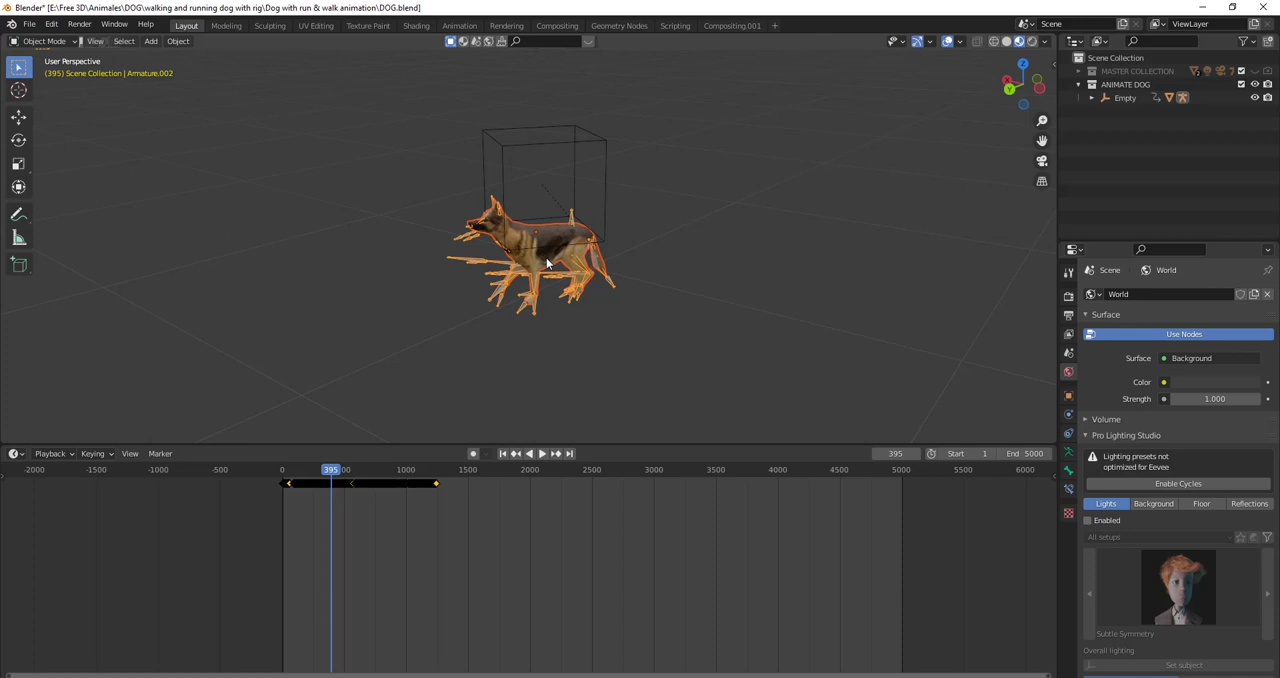 Blender* [E:\Free 3D\Animales\DOG\walking and running dog with rig\Dog with run & walk animation\DOG.blend]
File Edit Render Window Help Layout Modeling Sculpting UV Editing Texture Paint Shading Animation Rendering Compositing Geometry Nodes Scripting Compositing.001 + Scene ViewLayer
Object Mode View Select Add Object
User Perspective
(395) Scene Collection | Armature.002
X
Y
Z
Scene Collection
MASTER COLLECTION 2
ANIMATE DOG
Empty
Scene World
World
Surface
Use Nodes
Surface Background
Color
Strength 1.000
Volume
Pro Lighting Studio
Lighting presets not
optimized for Eevee
Enable Cycles
Lights Background Floor Reflections
Enabled
All setups
Subtle Symmetry
Overall lighting
Set subject
Playback Keying View Marker 395 Start 1 End 5000
-2000 -1500 -1000 -500 0 395 500 1000 1500 2000 2500 3000 3500 4000 4500 5000 5500 6000